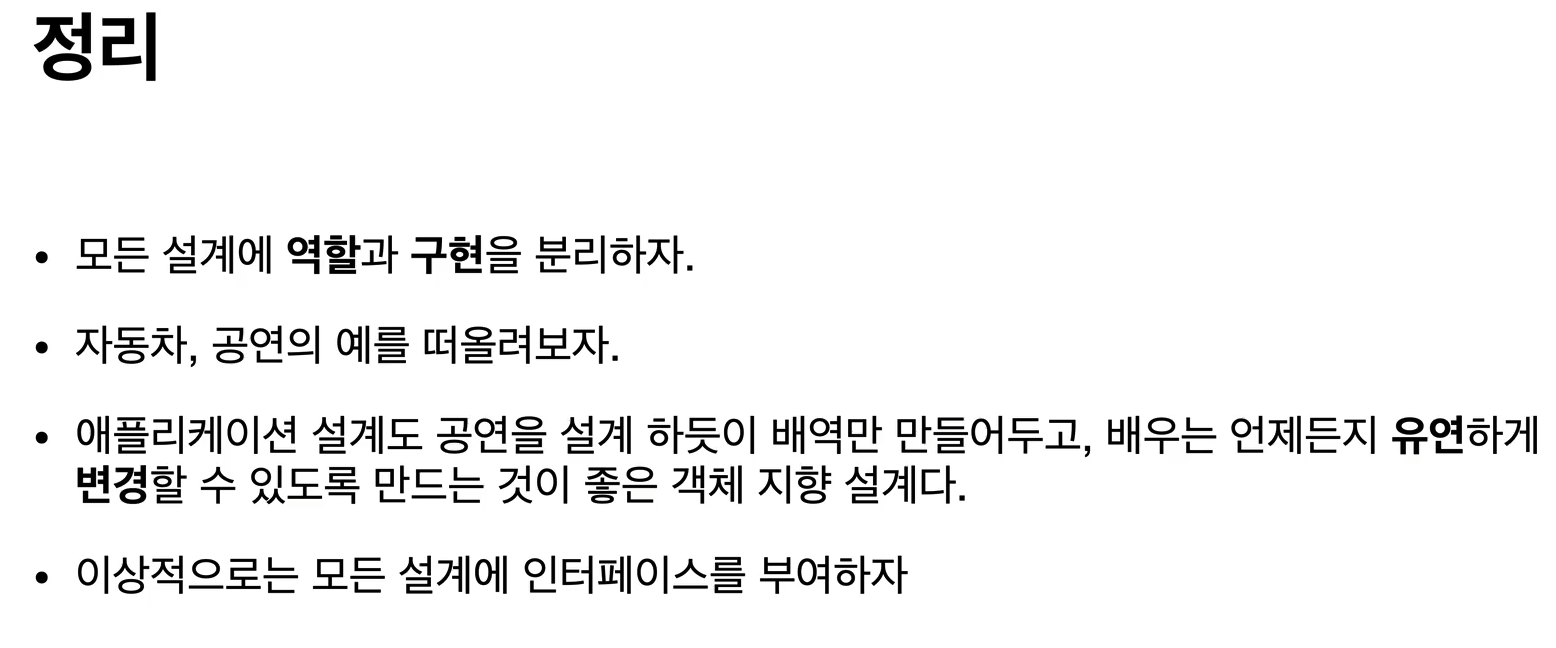 정리
• 모든 설계에 역할과 구현을 분리하자.
• 자동차, 공연의 예를 떠올려보자.
• 애플리케이션 설계도 공연을 설계 하듯이 배역만 만들어두고, 배우는 언제든지 유연하게
변경할 수 있도록 만드는 것이 좋은 객체 지향 설계다.
• 이상적으로는 모든 설계에 인터페이스를 부여하자